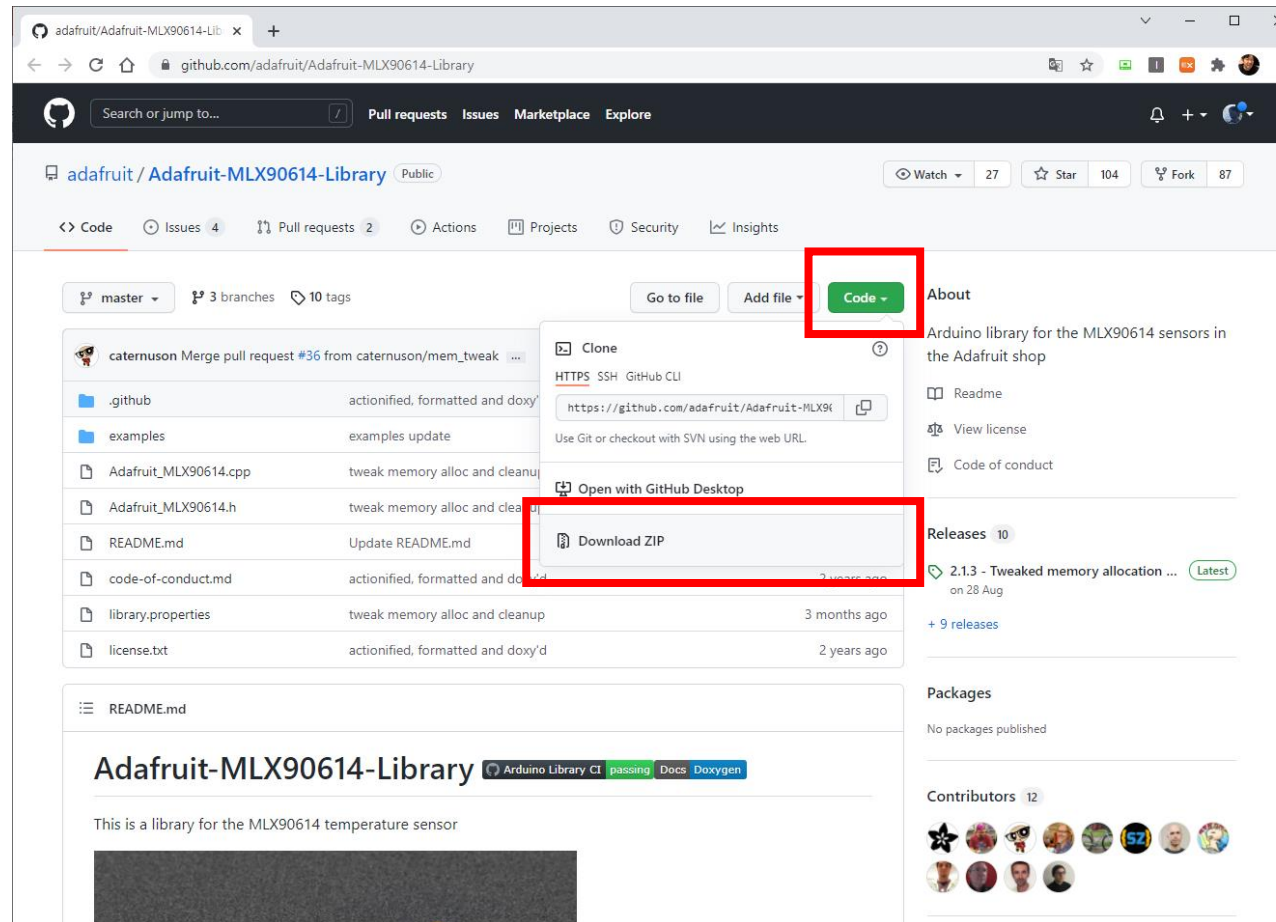 adafruit/Adafruit-MLX90614-Lib
github.com/adafruit/Adafruit-MLX90614-Library
Search or jump to... / Pull requests Issues Marketplace Explore
adafruit / Adafruit-MLX90614-Library Public
Watch 27 Star 104 Fork 87
Code Issues 4 Pull requests 2 Actions Projects Security Insights
master 3 branches 10 tags Go to file Add file Code
caternuson Merge pull request #36 from caternuson/mem_tweak ...
.github actionified, formatted and doxy'
examples examples update
Adafruit_MLX90614.cpp tweak memory alloc and cleanup
Adafruit_MLX90614.h tweak memory alloc and cleanup
README.md Update README.md
code-of-conduct.md actionified, formatted and doxy'd 2 years ago
library.properties tweak memory alloc and cleanup 3 months ago
license.txt actionified, formatted and doxy'd 2 years ago
Clone
HTTPS SSH GitHub CLI
https://github.com/adafruit/Adafruit-MLX90
Use Git or checkout with SVN using the web URL.
Open with GitHub Desktop
Download ZIP
README.md
Adafruit-MLX90614-Library Arduino Library CI passing Docs Doxygen
This is a library for the MLX90614 temperature sensor
About
Arduino library for the MLX90614 sensors in
the Adafruit shop
Readme
View license
Code of conduct
Releases 10
2.1.3 - Tweaked memory allocation ... Latest
on 28 Aug
+ 9 releases
Packages
No packages published
Contributors 12
SZ